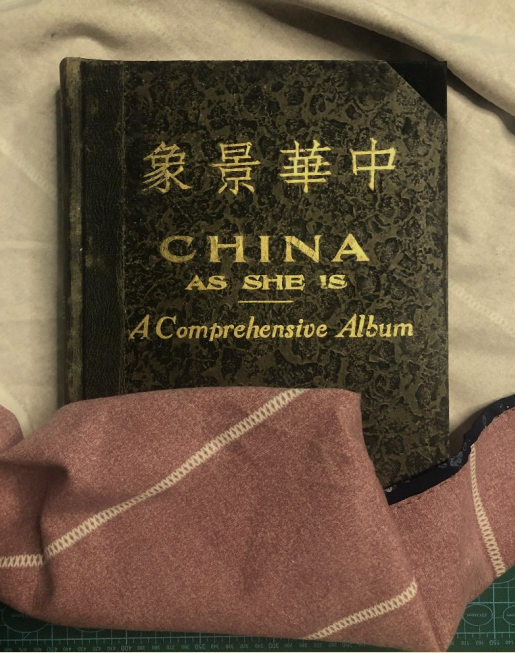 象景華中
CHINA
AS SHE IS
A Comprehensive Album